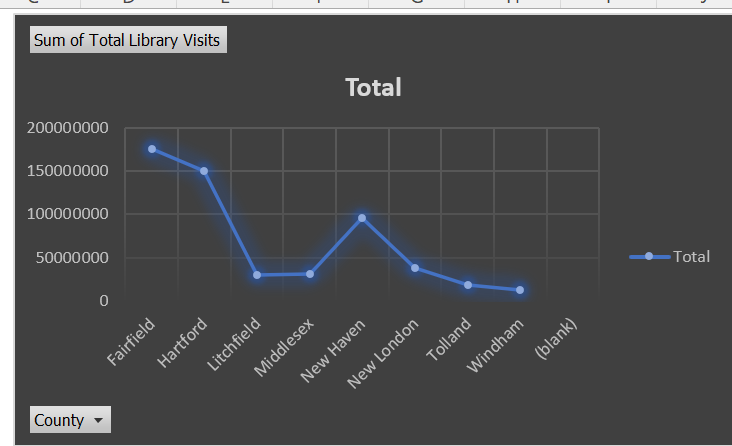 Sum of Total Library Visits
Total
200000000
150000000
100000000
50000000
0
Fairfield
Hartford
Litchfield
Middlesex
New Haven
New London
Tolland
Windham
(blank)
Total
County